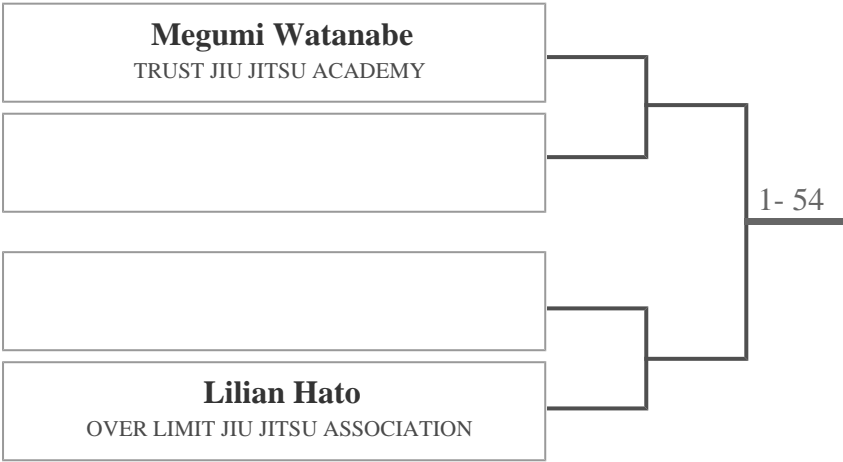 Megumi Watanabe
TRUST JIU JITSU ACADEMY
1- 54
Lilian Hato
OVER LIMIT JIU JITSU ASSOCIATION